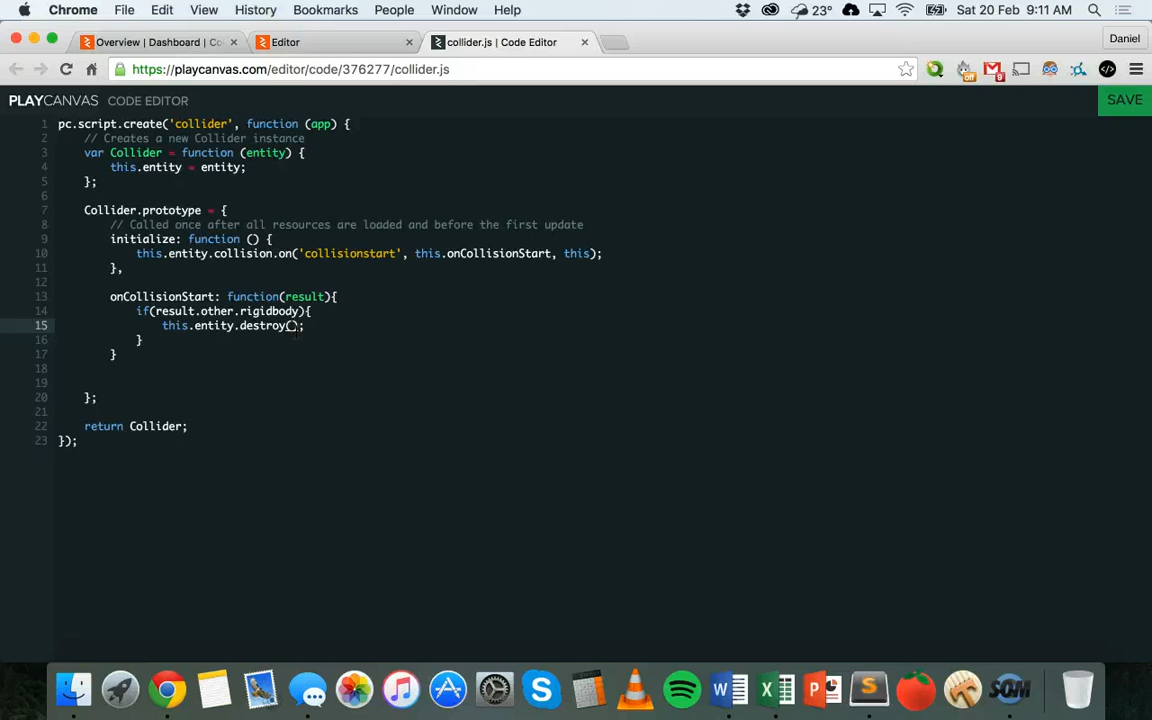 Chrome File Edit View History Bookmarks People Window Help 23° Sat 20 Feb 9:11 AM
Overview | Dashboard | Co Editor collider.js | Code Editor Daniel
https://playcanvas.com/editor/code/376277/collider.js off 9
PLAYCANVAS CODE EDITOR SAVE
1 pc.script.create('collider', function (app) {
2 // Creates a new Collider instance
3 var Collider = function (entity) {
4 this.entity = entity;
5 };
6
7 Collider.prototype = {
8 // Called once after all resources are loaded and before the first update
9 initialize: function () {
10 this.entity.collision.on('collisionstart', this.onCollisionStart, this);
11 },
12
13 onCollisionStart: function(result){
14 if(result.other.rigidbody){
15 this.entity.destroy();
16 }
17 }
18
19
20 };
21
22 return Collider;
23 });
W X P S SOM